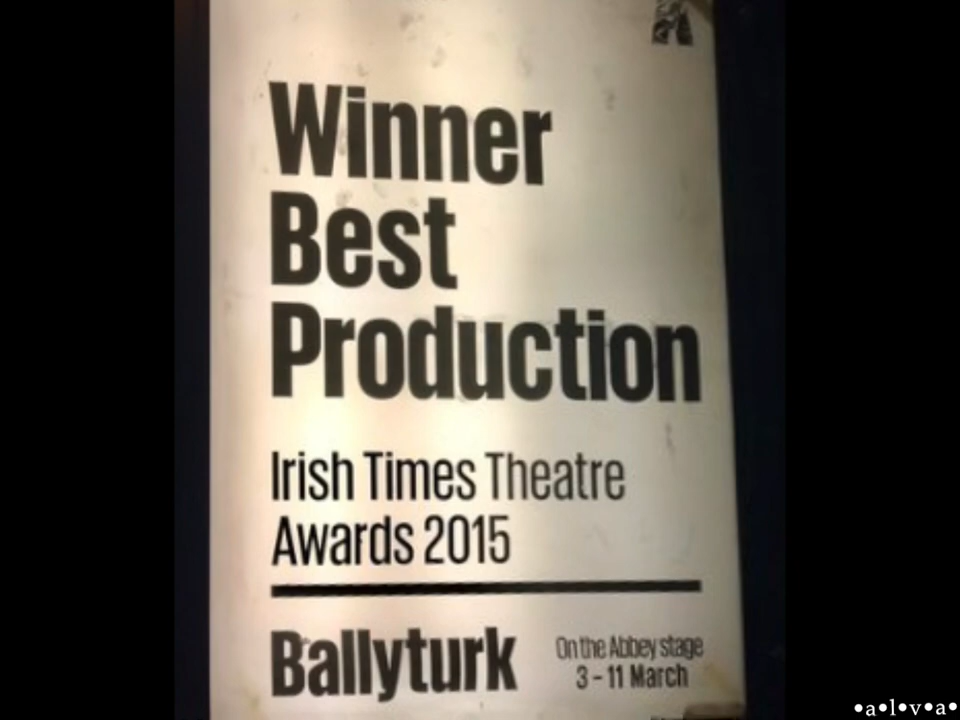 Winner
Best
Production
Irish Times Theatre
Awards 2015
Ballyturk
On the Abbey stage
3 - 11 March
•a•l•v•a•